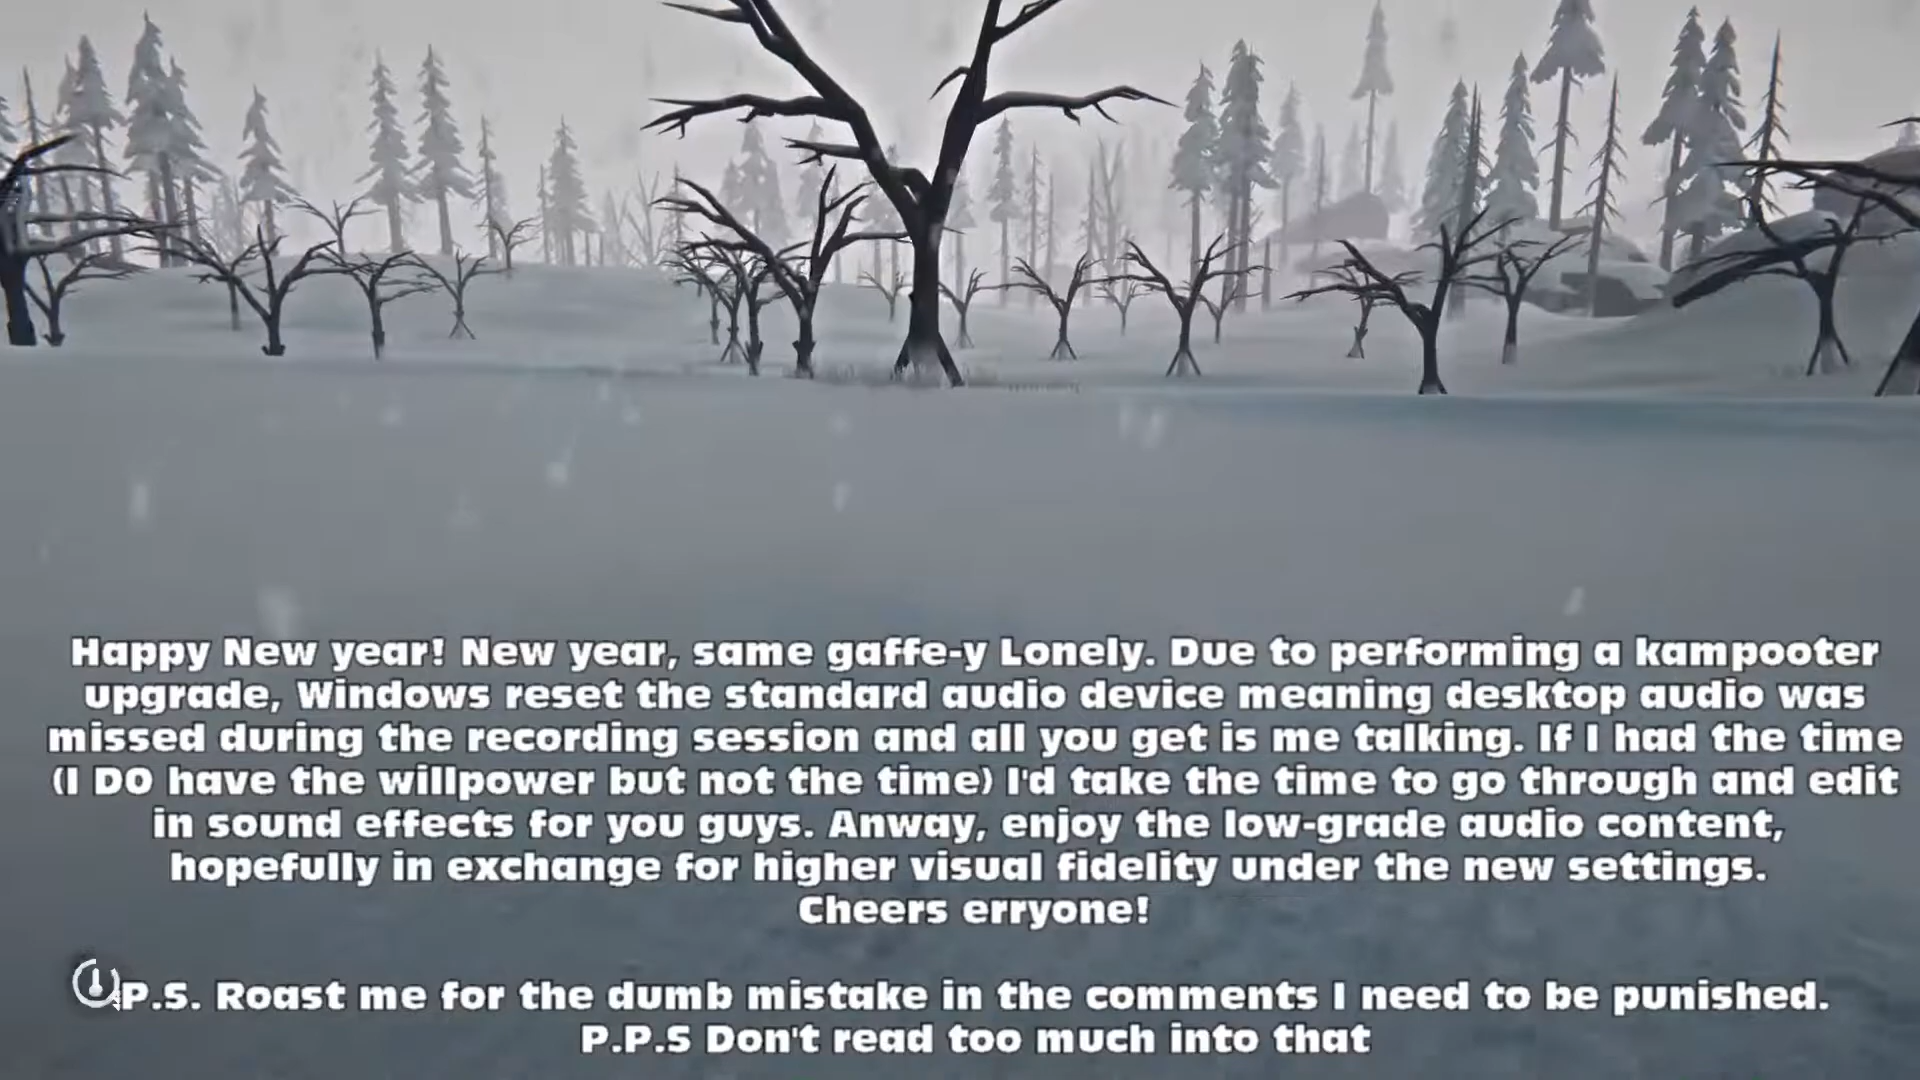 Happy New year! New year, same gaffe-y Lonely. Due to performing a kampooter
upgrade, Windows reset the standard audio device meaning desktop audio was
missed during the recording session and all you get is me talking. If I had the time
(I DO have the willpower but not the time) I'd take the time to go through and edit
in sound effects for you guys. Anway, enjoy the low-grade audio content,
hopefully in exchange for higher visual fidelity under the new settings.
Cheers erryone!
P.S. Roast me for the dumb mistake in the comments I need to be punished.
P.P.S Don't read too much into that